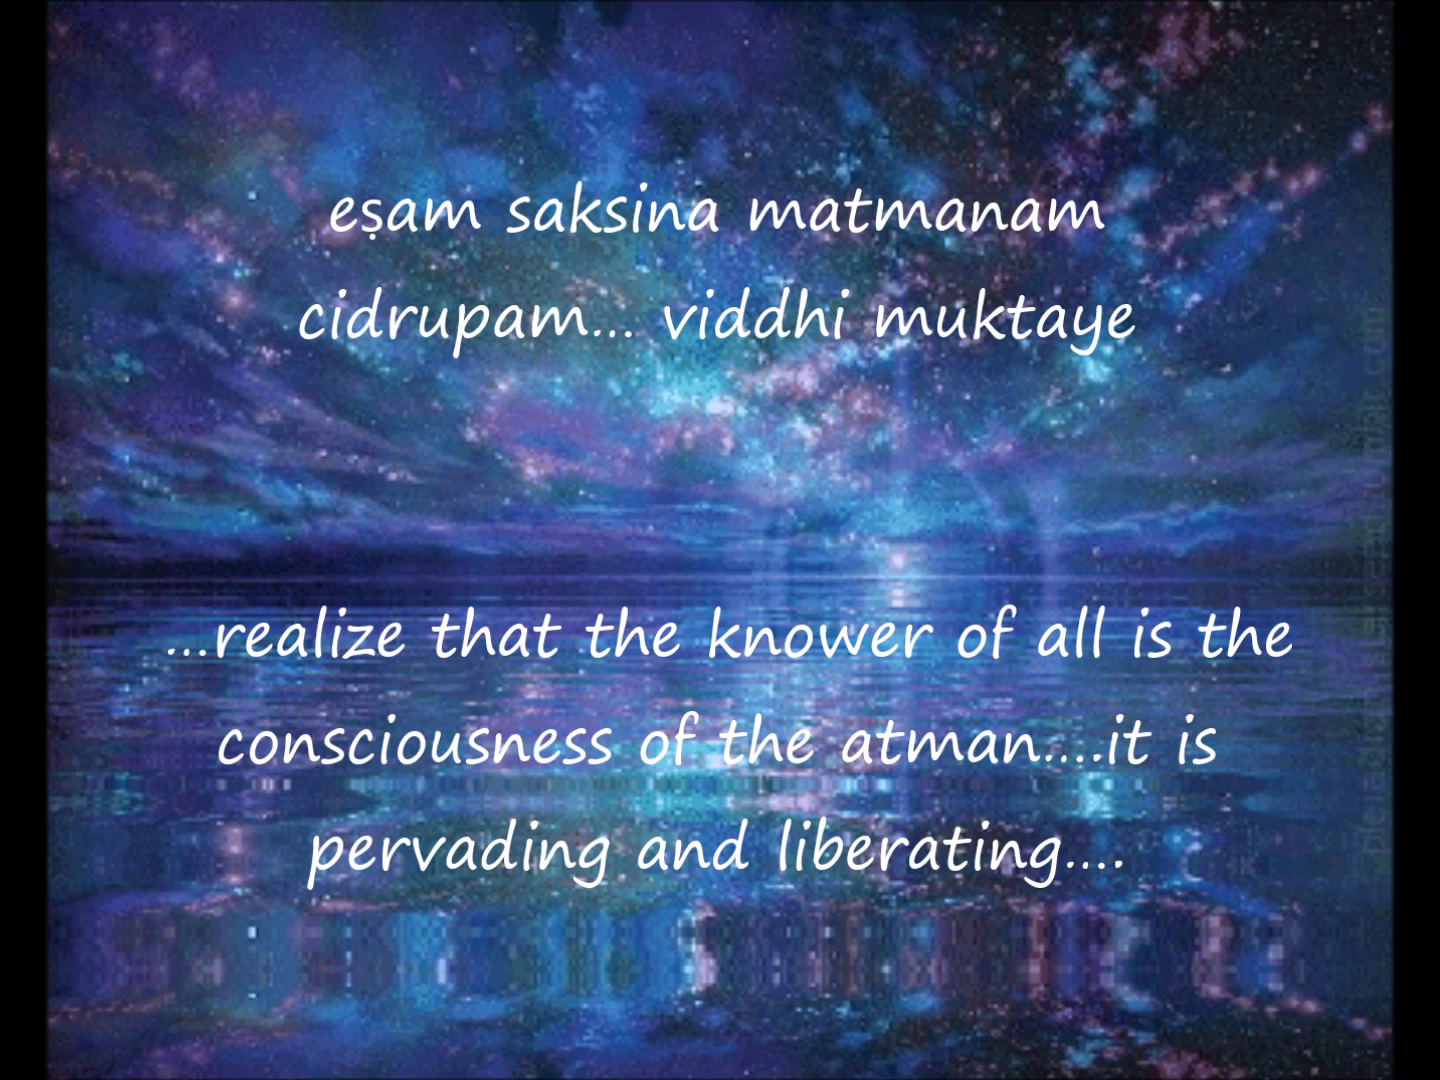 eṣam saksina matmanam
cidrupam... viddhi muktaye
...realize that the knower of all is the
consciousness of the atman....it is
pervading and liberating....